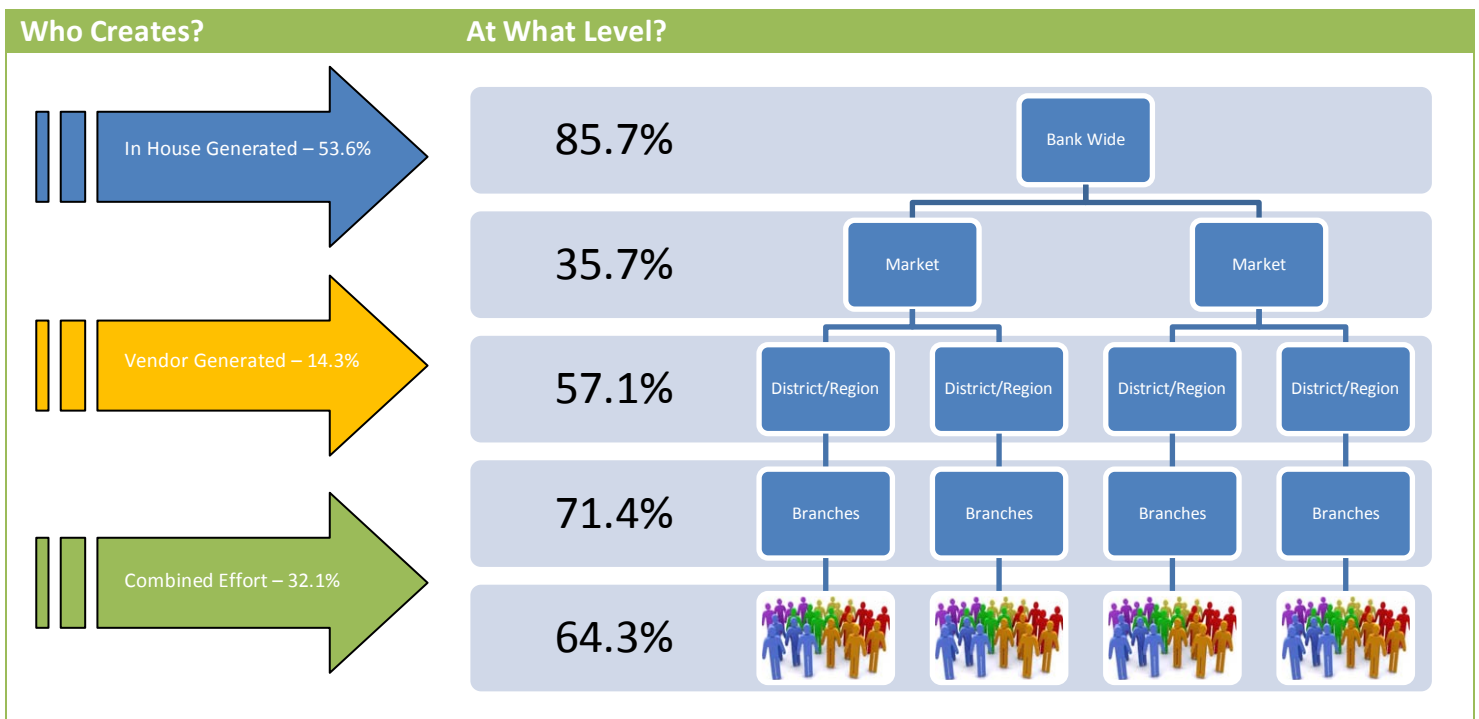 Who Creates?
At What Level?
In House Generated – 53.6%
Vendor Generated – 14.3%
Combined Effort – 32.1%
85.7%
Bank Wide
35.7%
Market
Market
57.1%
District/Region
District/Region
District/Region
District/Region
71.4%
Branches
Branches
Branches
Branches
64.3%